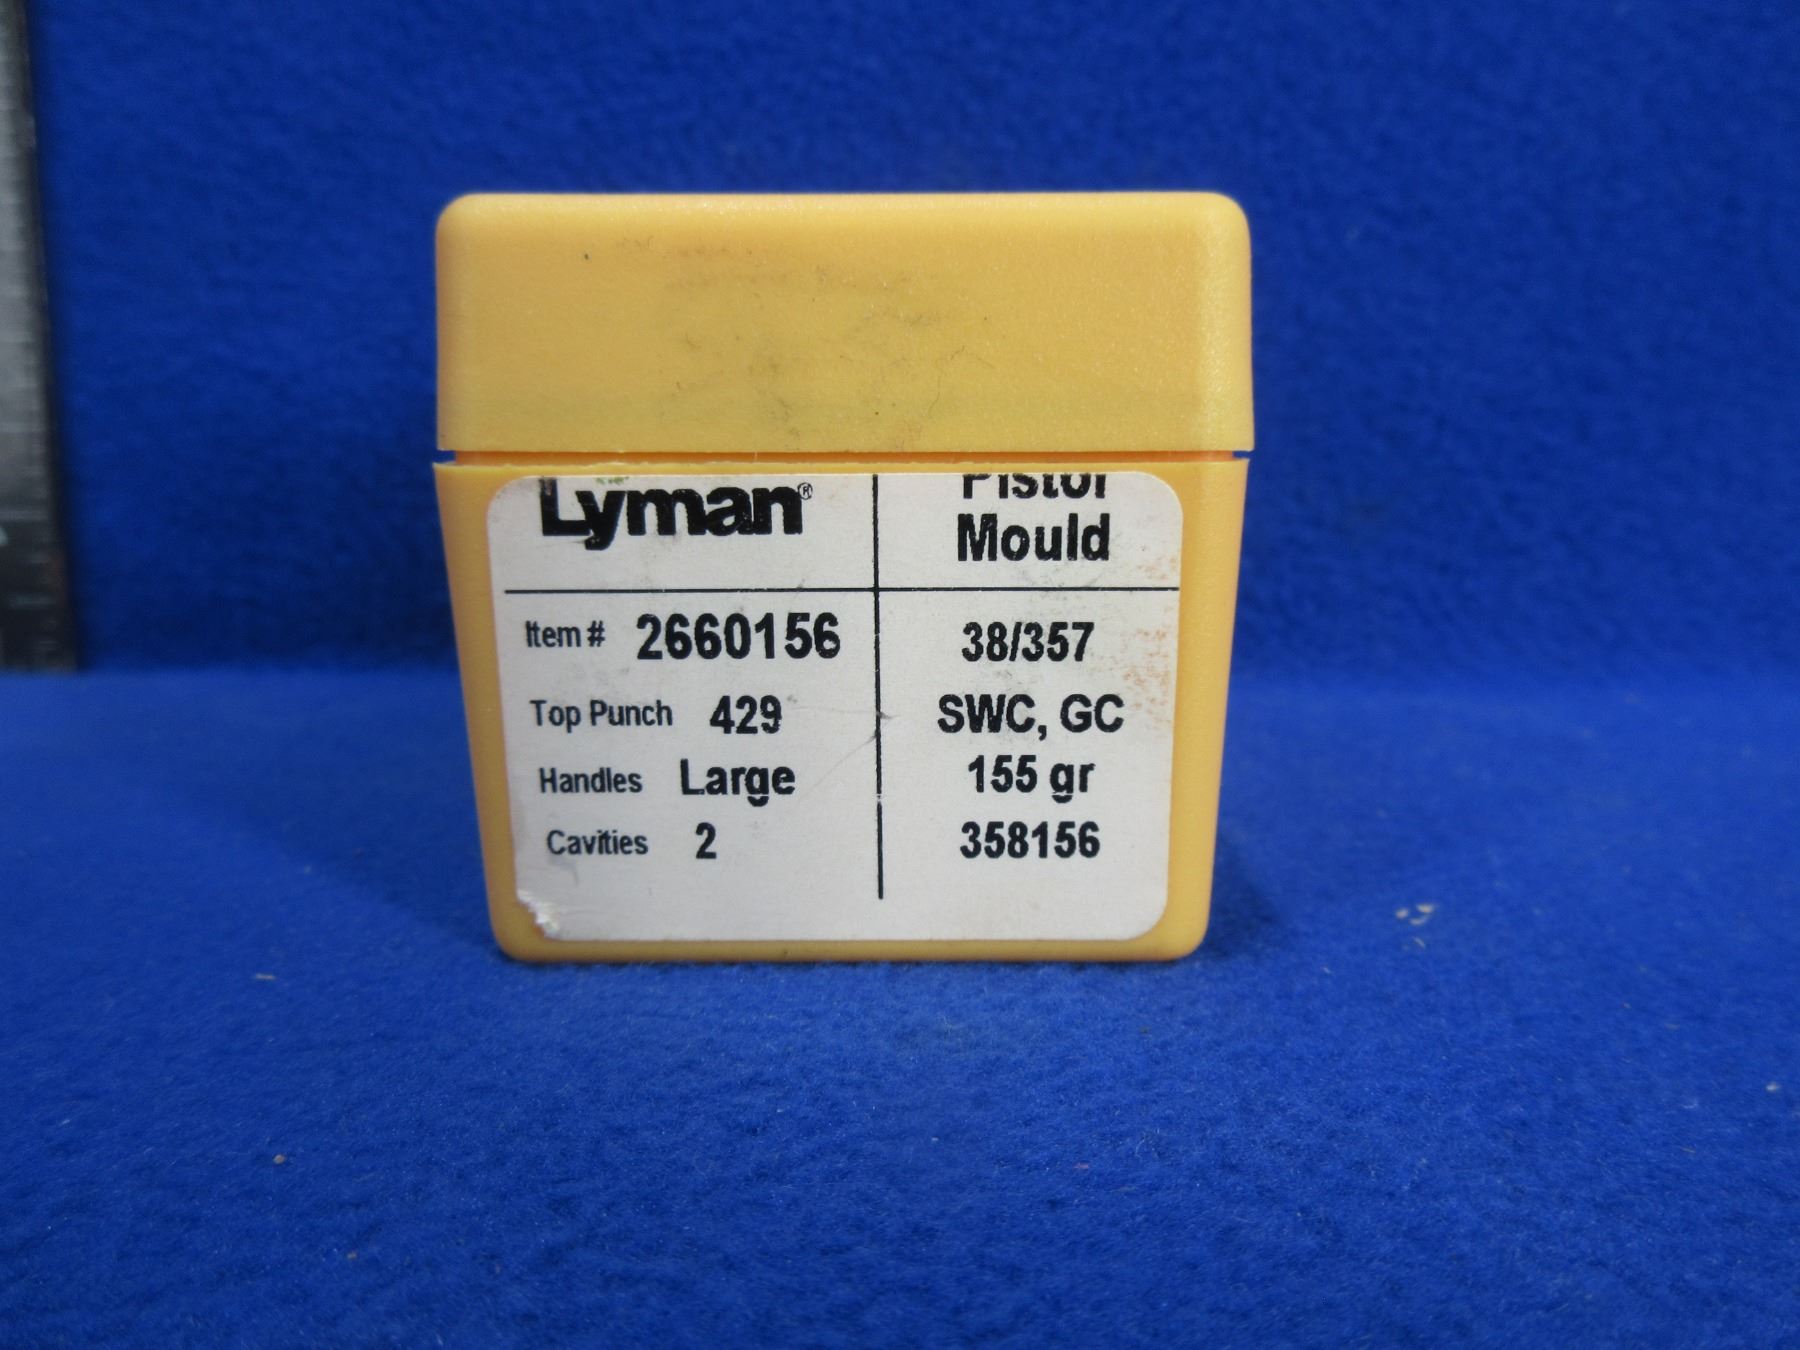 Lyman®
Pistol
Mould
Item # 2660156
38/357
Top Punch 429
SWC, GC
Handles Large
155 gr
Cavities 2
358156